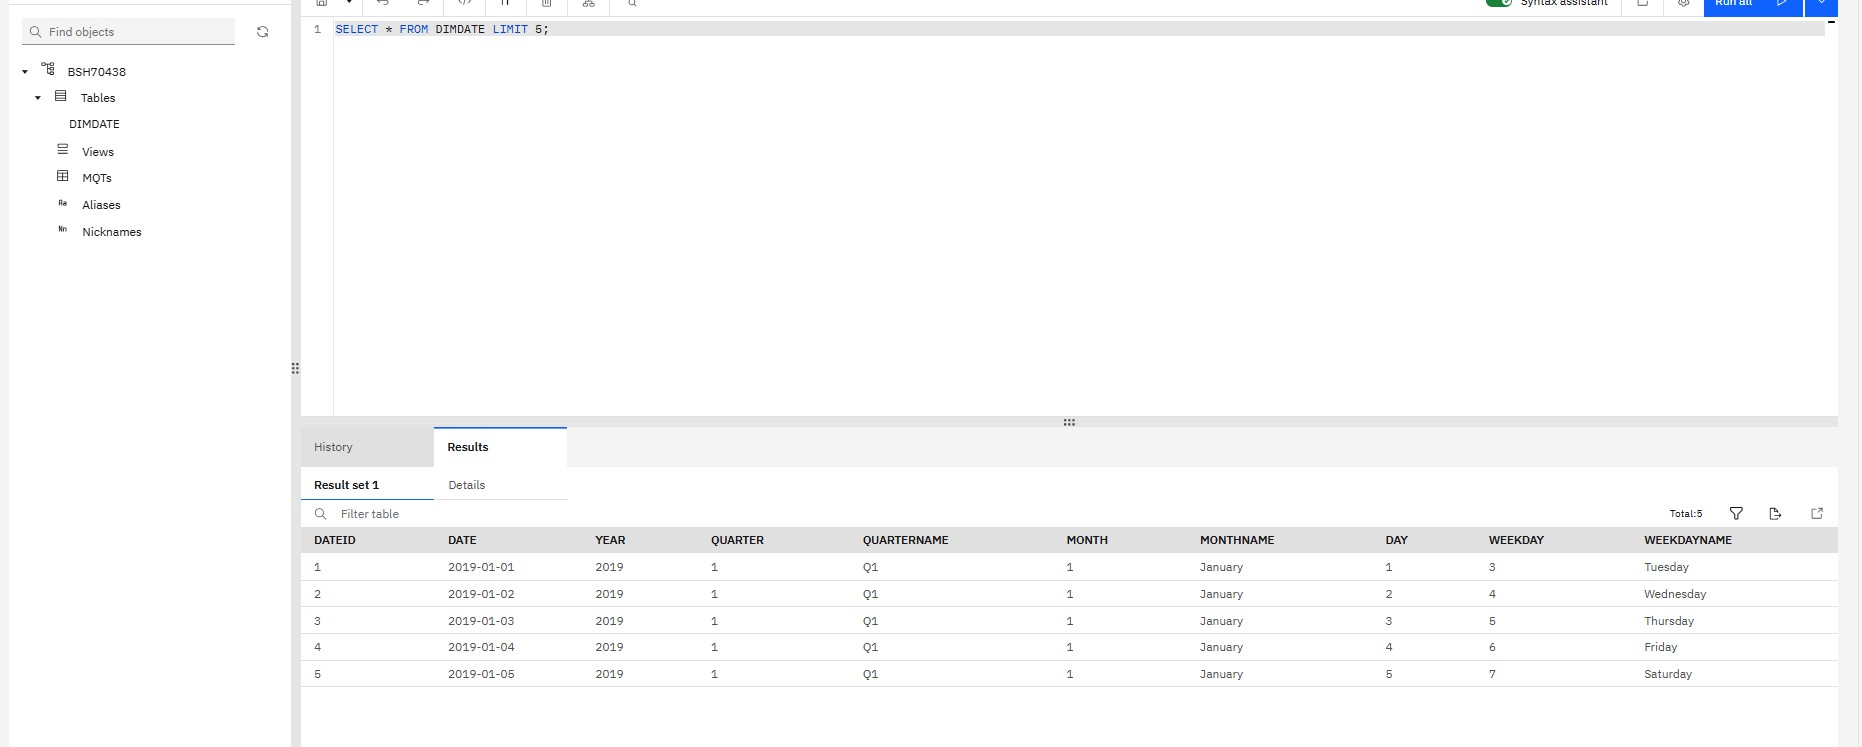 Syntax assistant
Run all
Find objects
BSH70438
Tables
DIMDATE
Views
MQTs
Aa Aliases
Nn Nicknames
1 SELECT * FROM DIMDATE LIMIT 5;
History Results
Result set 1 Details
Filter table Total:5
DATEID DATE YEAR QUARTER QUARTERNAME MONTH MONTHNAME DAY WEEKDAY WEEKDAYNAME
1 2019-01-01 2019 1 Q1 1 January 1 3 Tuesday
2 2019-01-02 2019 1 Q1 1 January 2 4 Wednesday
3 2019-01-03 2019 1 Q1 1 January 3 5 Thursday
4 2019-01-04 2019 1 Q1 1 January 4 6 Friday
5 2019-01-05 2019 1 Q1 1 January 5 7 Saturday